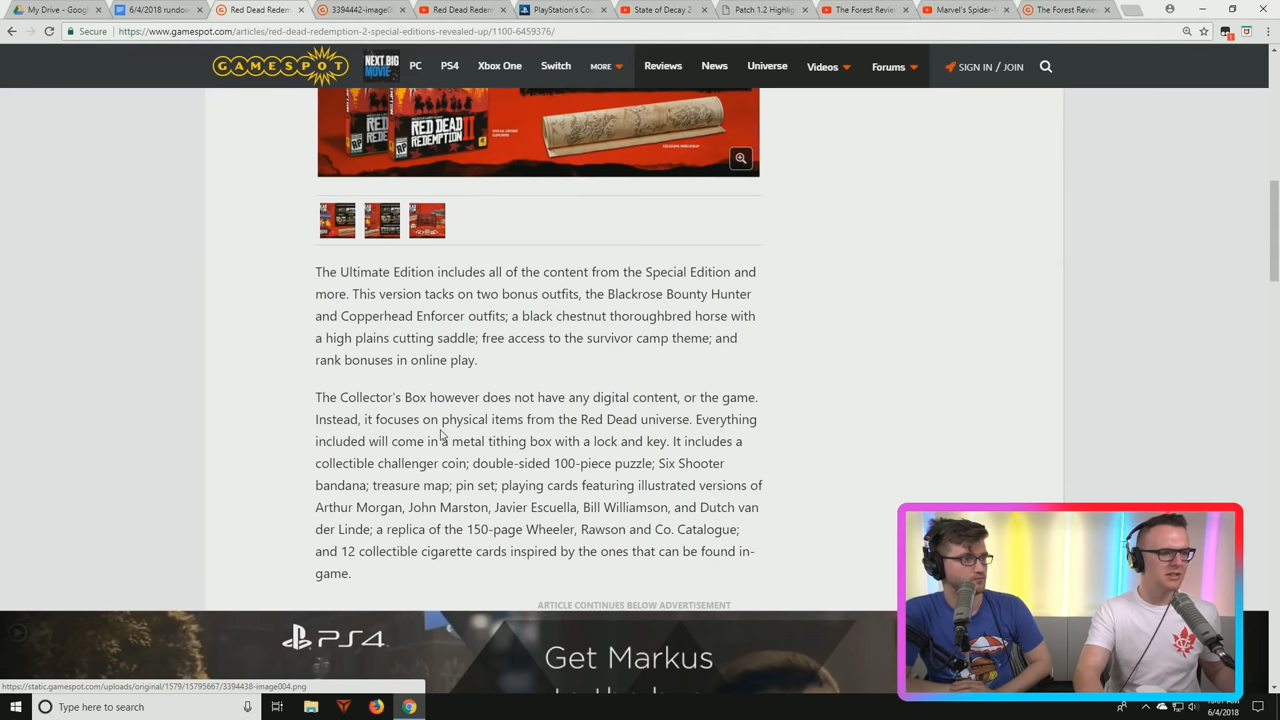 My Drive - Googl
6/4/2018 rundow
Red Dead Redem
3394442-image0
Red Dead Redem
PlayStation's Cou
State of Decay 2
Patch 1.2 Highlig
The Forest Review
Marvel's Spider-M
The Forest Review
Secure
https://www.gamespot.com/articles/red-dead-redemption-2-special-editions-revealed-up/1100-6459376/
GAMESPOT
NEXT BIG MOVIE
PC
PS4
Xbox One
Switch
MORE
Reviews
News
Universe
Videos
Forums
SIGN IN / JOIN
RED DEAD REDEMPTION II
The Ultimate Edition includes all of the content from the Special Edition and
more. This version tacks on two bonus outfits, the Blackrose Bounty Hunter
and Copperhead Enforcer outfits; a black chestnut thoroughbred horse with
a high plains cutting saddle; free access to the survivor camp theme; and
rank bonuses in online play.
The Collector's Box however does not have any digital content, or the game.
Instead, it focuses on physical items from the Red Dead universe. Everything
included will come in a metal tithing box with a lock and key. It includes a
collectible challenger coin; double-sided 100-piece puzzle; Six Shooter
bandana; treasure map; pin set; playing cards featuring illustrated versions of
Arthur Morgan, John Marston, Javier Escuella, Bill Williamson, and Dutch van
der Linde; a replica of the 150-page Wheeler, Rawson and Co. Catalogue;
and 12 collectible cigarette cards inspired by the ones that can be found in-
game.
ARTICLE CONTINUES BELOW ADVERTISEMENT
PS4
Get Markus
https://static.gamespot.com/uploads/original/1579/15795667/3394438-image004.png
Type here to search
6/4/2018